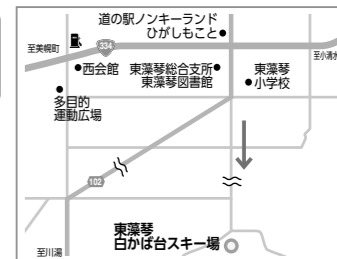 道の駅ノンキーランド
ひがしもこと
至美幌町
334
至小清水
西会館
東藻琴総合支所
東藻琴図書館
東藻琴
小学校
多目的
運動広場
102
東藻琴
白かば台スキー場
至川湯